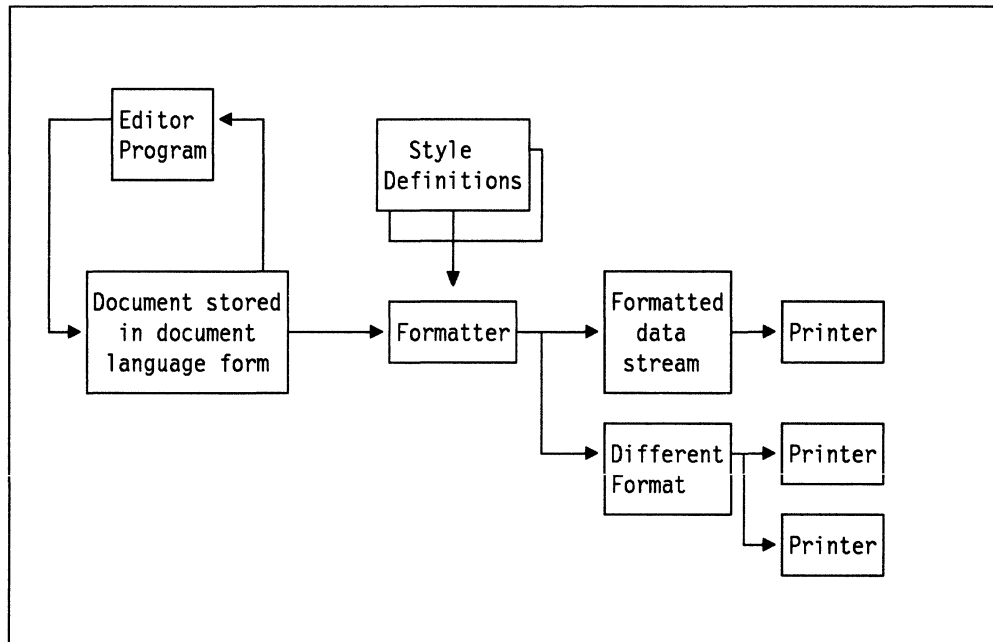 Editor
Program
Style
Definitions
Document stored
in document
language form
Formatter
Formatted
data
stream
Printer
Different
Format
Printer
Printer